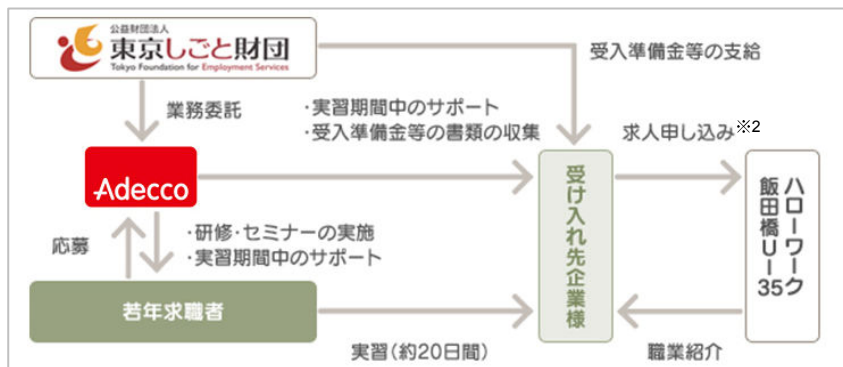 公益財団法人
東京しごと財団
Tokyo Foundation for Employment Services
受入準備金等の支給
業務委託
・実習期間中のサポート
・受入準備金等の書類の収集
求人申し込み※2
Adecco
受け入れ先企業様
ハローワーク
飯田橋U-35
応募
・研修・セミナーの実施
・実習期間中のサポート
若年求職者
実習(約20日間)
職業紹介